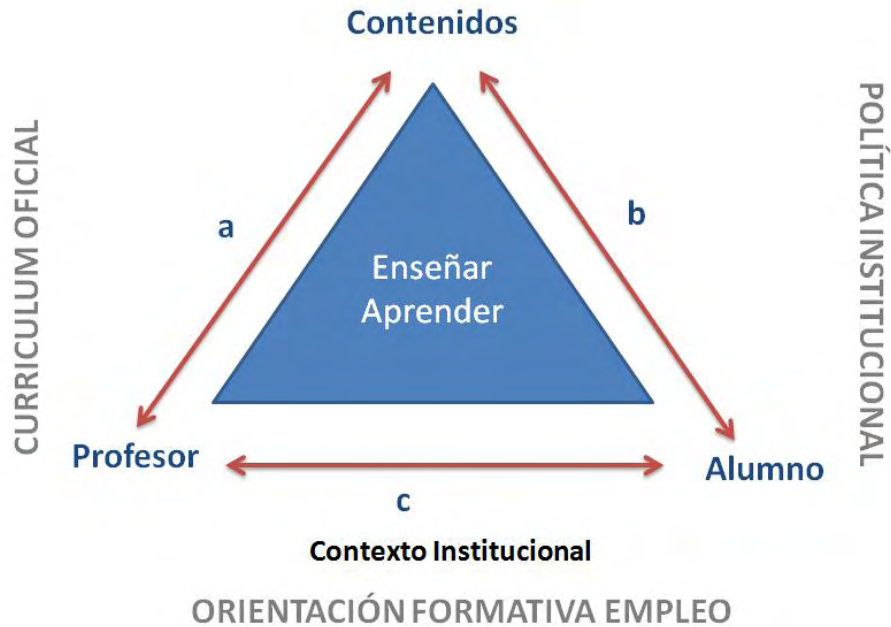 Contenidos
CURRICULUM OFICIAL
POLÍTICA INSTITUCIONAL
a
b
Enseñar
Aprender
Profesor
Alumno
c
Contexto Institucional
ORIENTACIÓN FORMATIVA EMPLEO